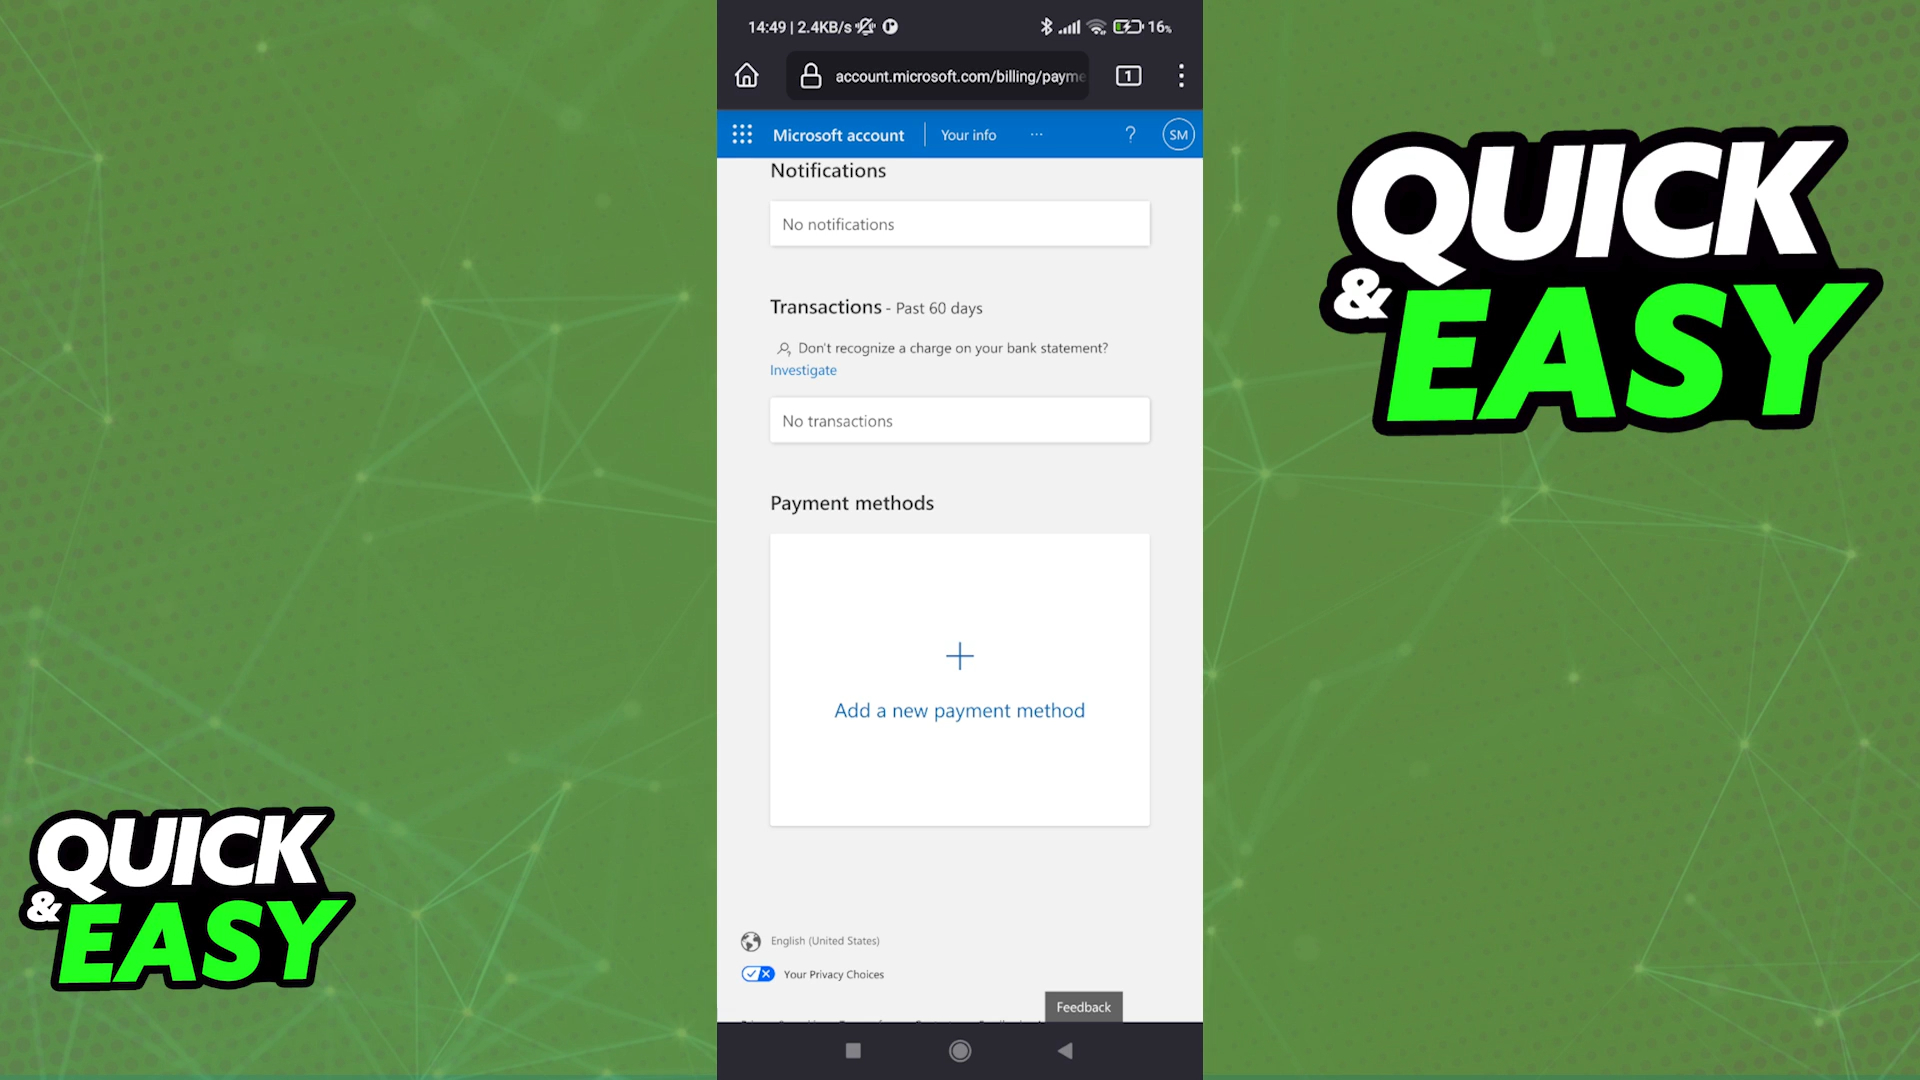 14:49 | 2.4KB/s
16%
account.microsoft.com/billing/payme
1
Microsoft account
Your info
...
?
SM
Notifications
No notifications
Transactions - Past 60 days
Don't recognize a charge on your bank statement?
Investigate
No transactions
Payment methods
+
Add a new payment method
English (United States)
Your Privacy Choices
Feedback
QUICK
& EASY
QUICK
& EASY